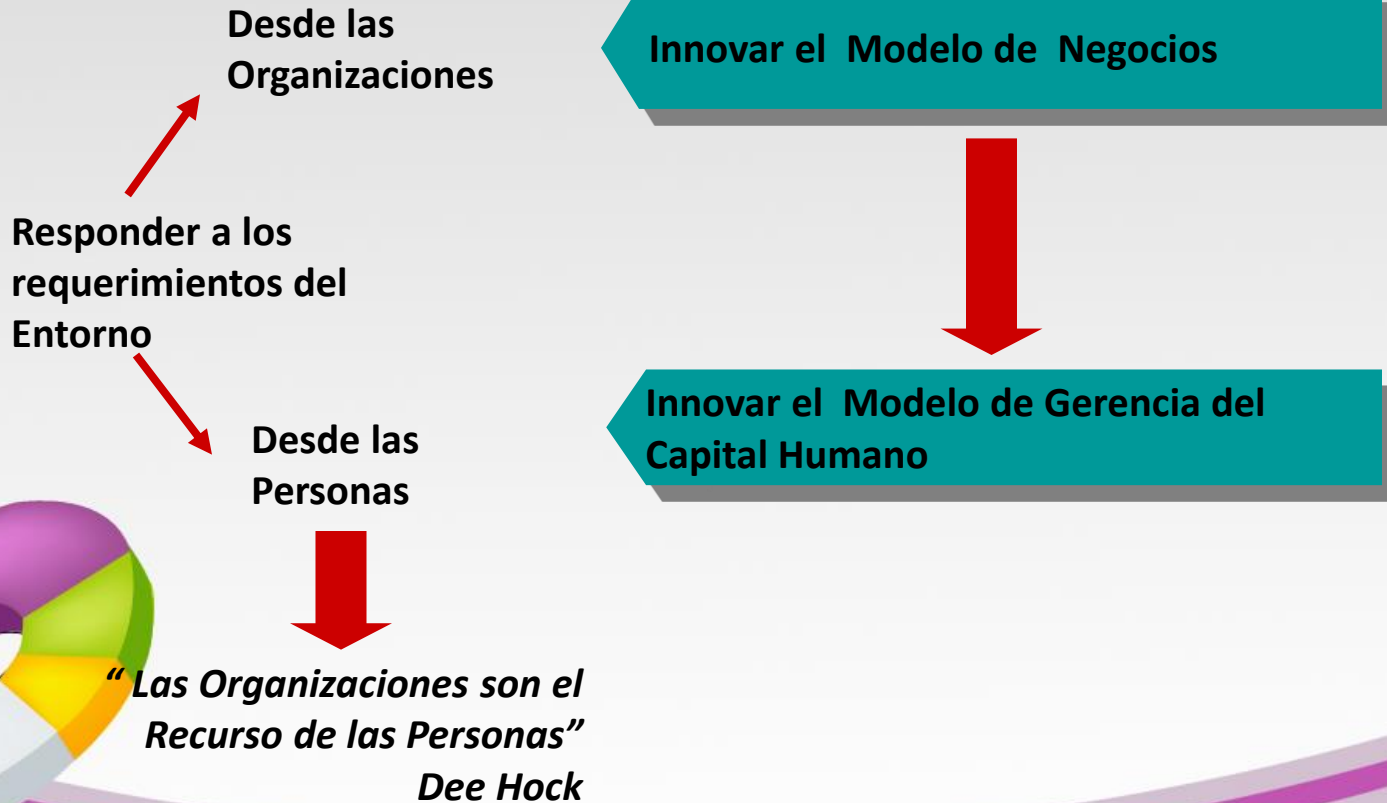 Desde las
Organizaciones
Innovar el Modelo de Negocios
Responder a los
requerimientos del
Entorno
Innovar el Modelo de Gerencia del
Capital Humano
Desde las
Personas
“ Las Organizaciones son el
Recurso de las Personas”
Dee Hock